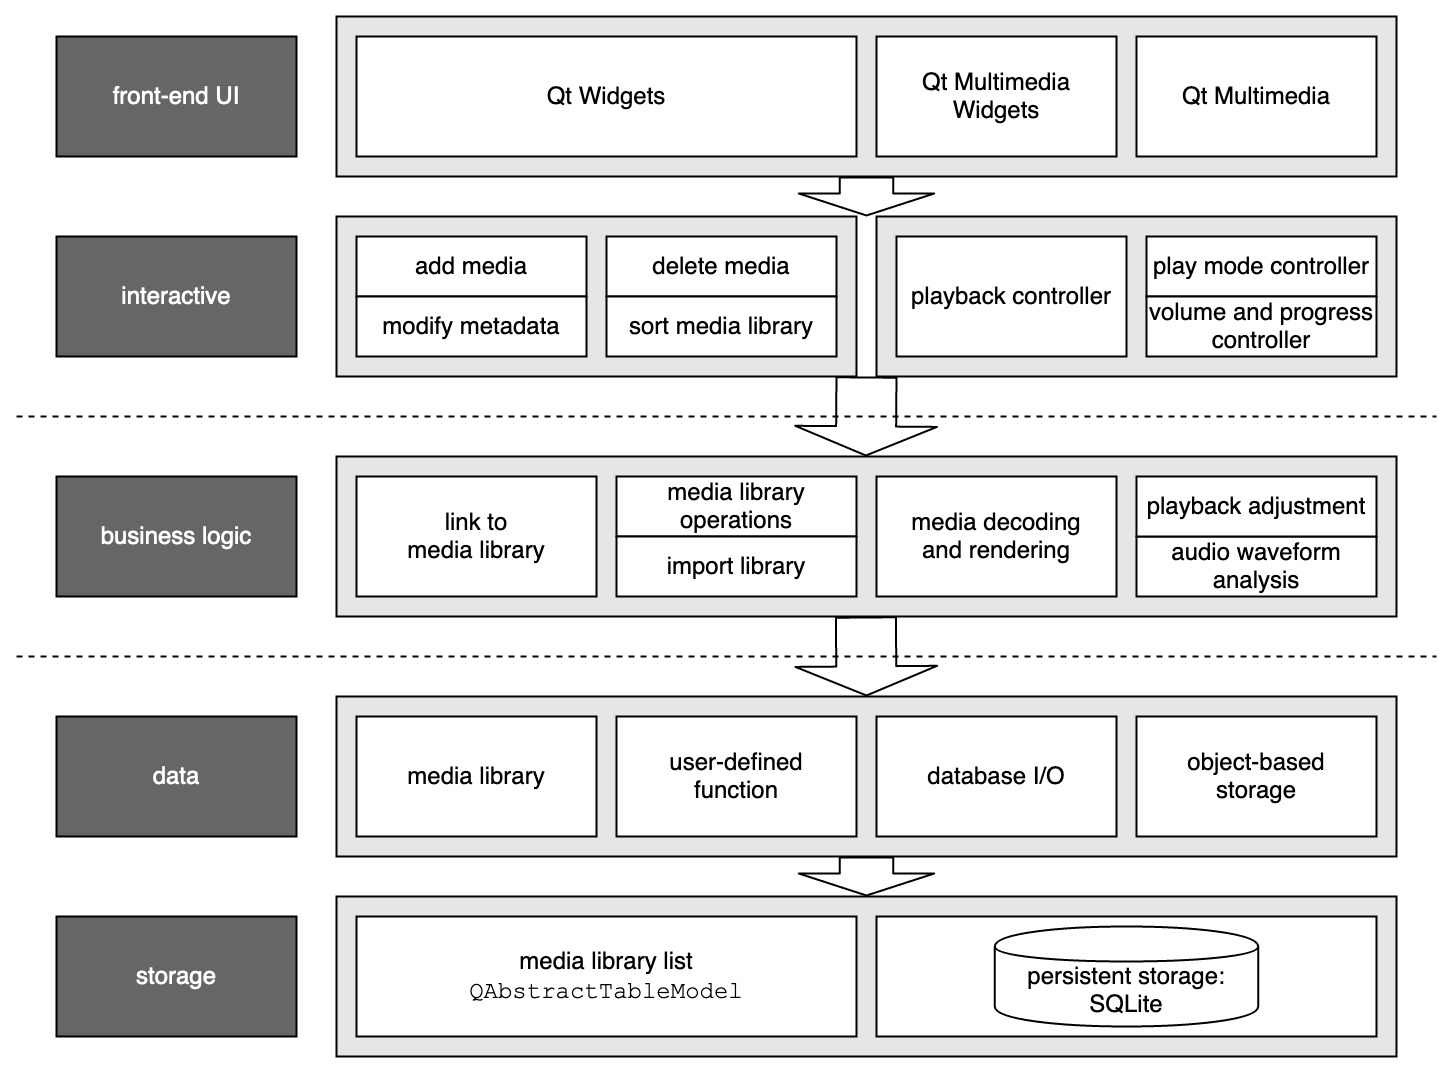 front-end UI
Qt Widgets
Qt Multimedia
Widgets
Qt Multimedia
interactive
add media
modify metadata
delete media
sort media library
playback controller
play mode controller
volume and progress
controller
business logic
link to
media library
media library
operations
import library
media decoding
and rendering
playback adjustment
audio waveform
analysis
data
media library
user-defined
function
database I/O
object-based
storage
storage
media library list
QAbstractTableModel
persistent storage:
SQLite